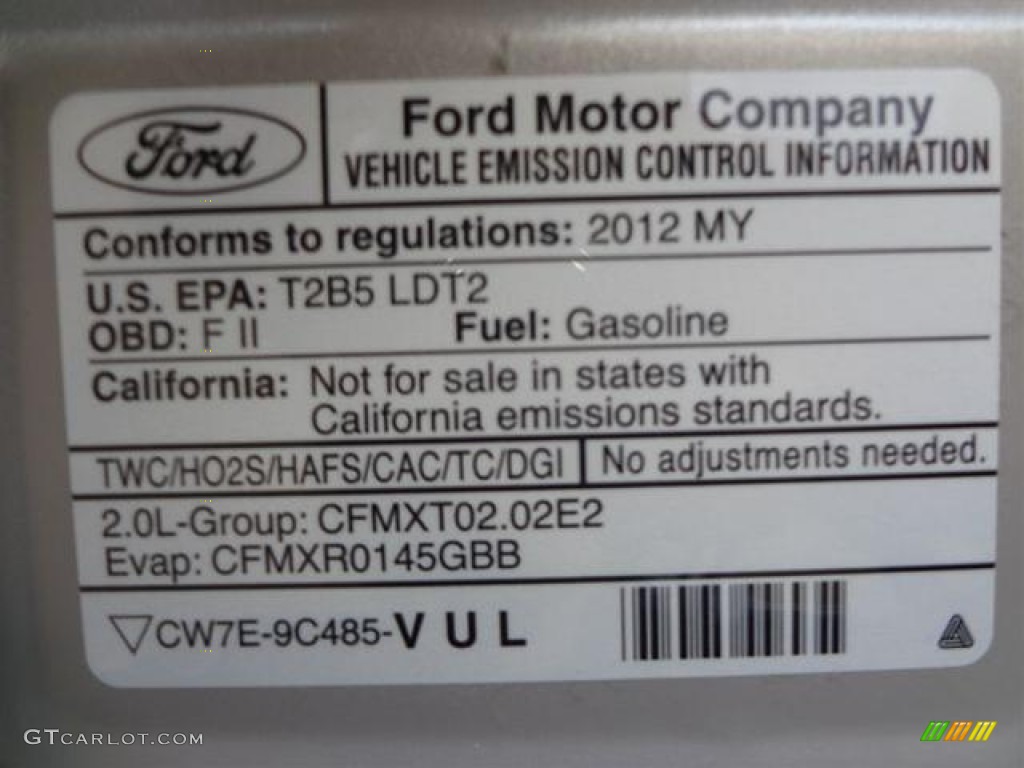 Ford
Ford Motor Company
VEHICLE EMISSION CONTROL INFORMATION
Conforms to regulations: 2012 MY
U.S. EPA: T2B5 LDT2
OBD: F II Fuel: Gasoline
California: Not for sale in states with
California emissions standards.
TWC/HO2S/HAFS/CAC/TC/DGI No adjustments needed.
2.0L-Group: CFMXT02.02E2
Evap: CFMXR0145GBB
CW7E-9C485-VUL
GTCARLOT.COM